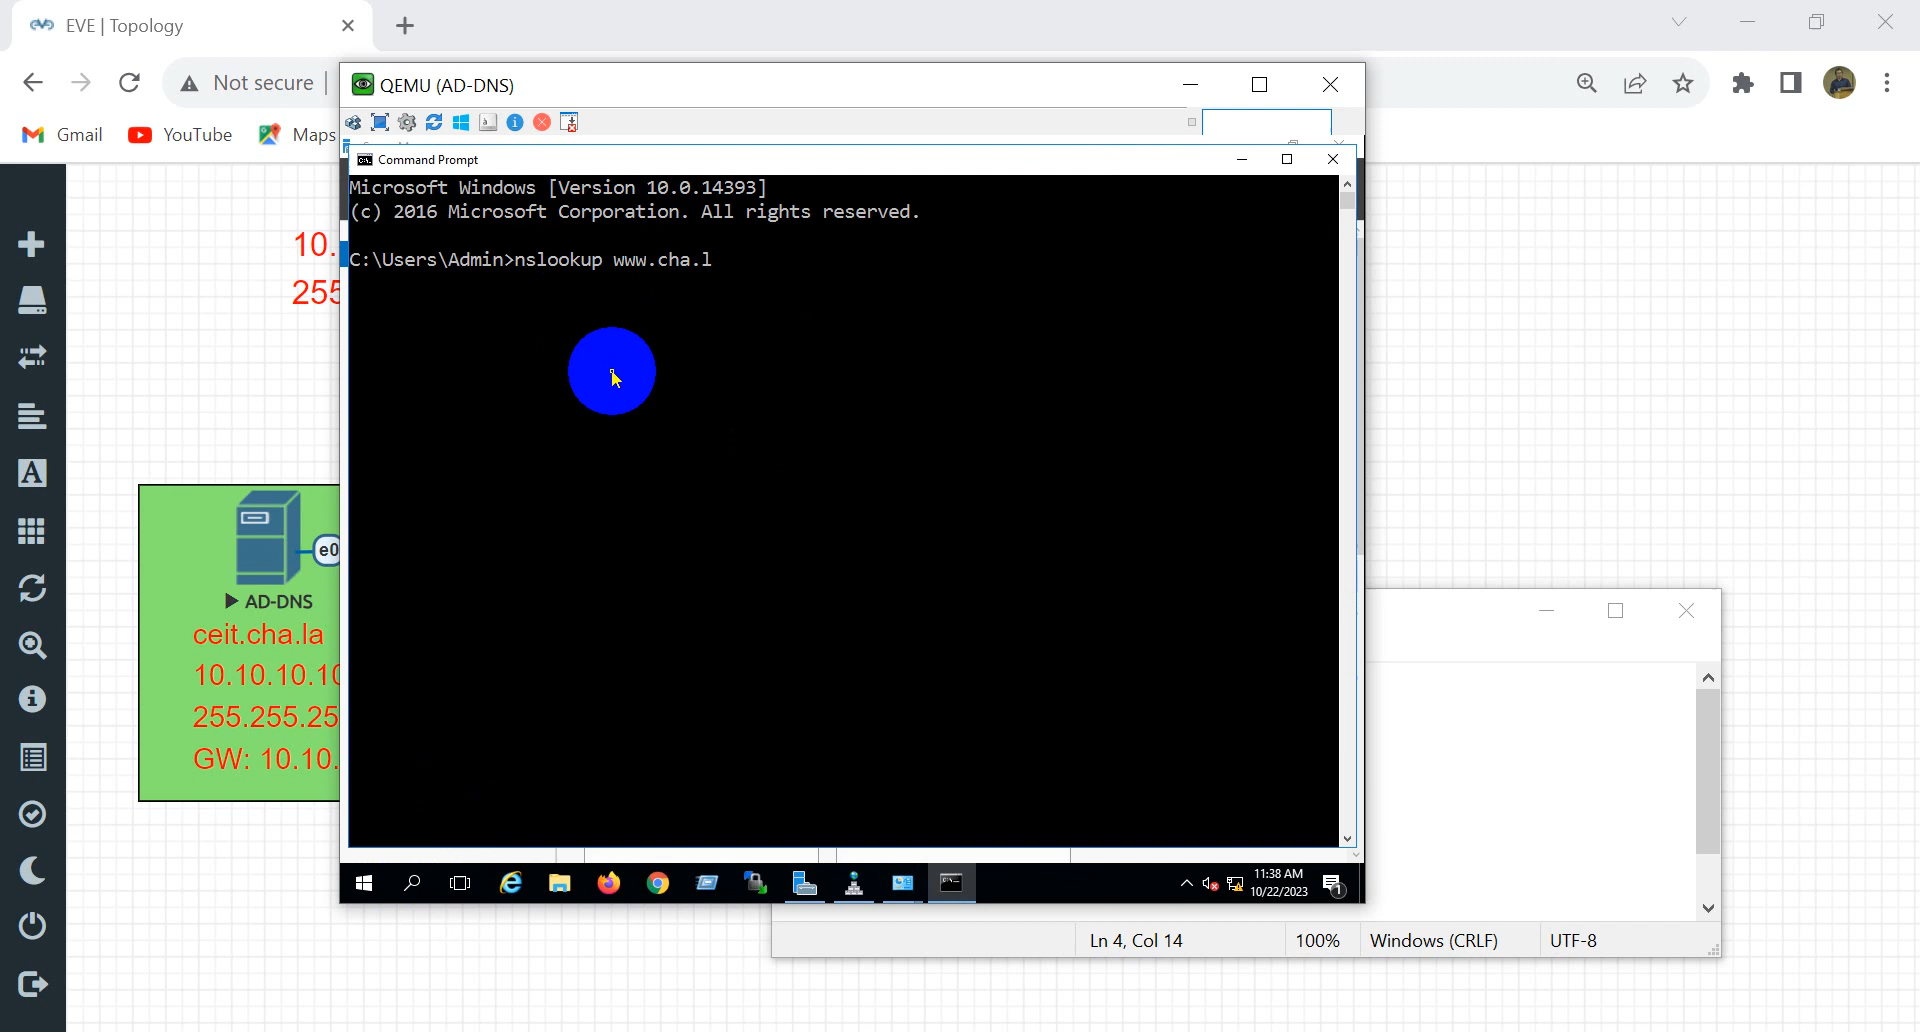 EVE | Topology
Not secure
Gmail
YouTube
Maps
QEMU (AD-DNS)
Command Prompt
Microsoft Windows [Version 10.0.14393]
(c) 2016 Microsoft Corporation. All rights reserved.
C:\Users\Admin>nslookup www.cha.l
10.
255
e0
AD-DNS
ceit.cha.la
10.10.10.10
255.255.25
GW: 10.10.
11:38 AM
10/22/2023
1
Ln 4, Col 14
100%
Windows (CRLF)
UTF-8